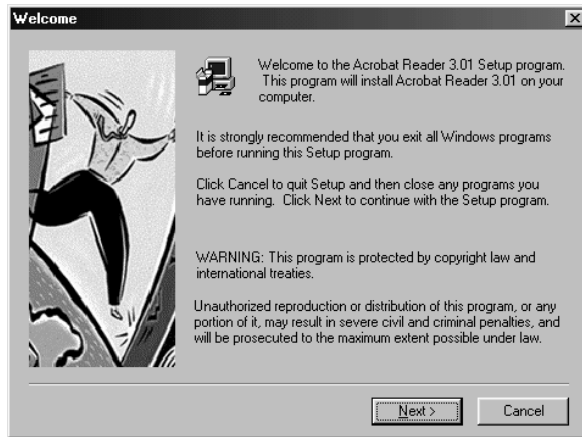 Welcome
Welcome to the Acrobat Reader 3.01 Setup program.
This program will install Acrobat Reader 3.01 on your
computer.
It is strongly recommended that you exit all Windows programs
before running this Setup program.
Click Cancel to quit Setup and then close any programs you
have running. Click Next to continue with the Setup program.
WARNING: This program is protected by copyright law and
international treaties.
Unauthorized reproduction or distribution of this program, or any
portion of it, may result in severe civil and criminal penalties, and
will be prosecuted to the maximum extent possible under law.
Next >
Cancel